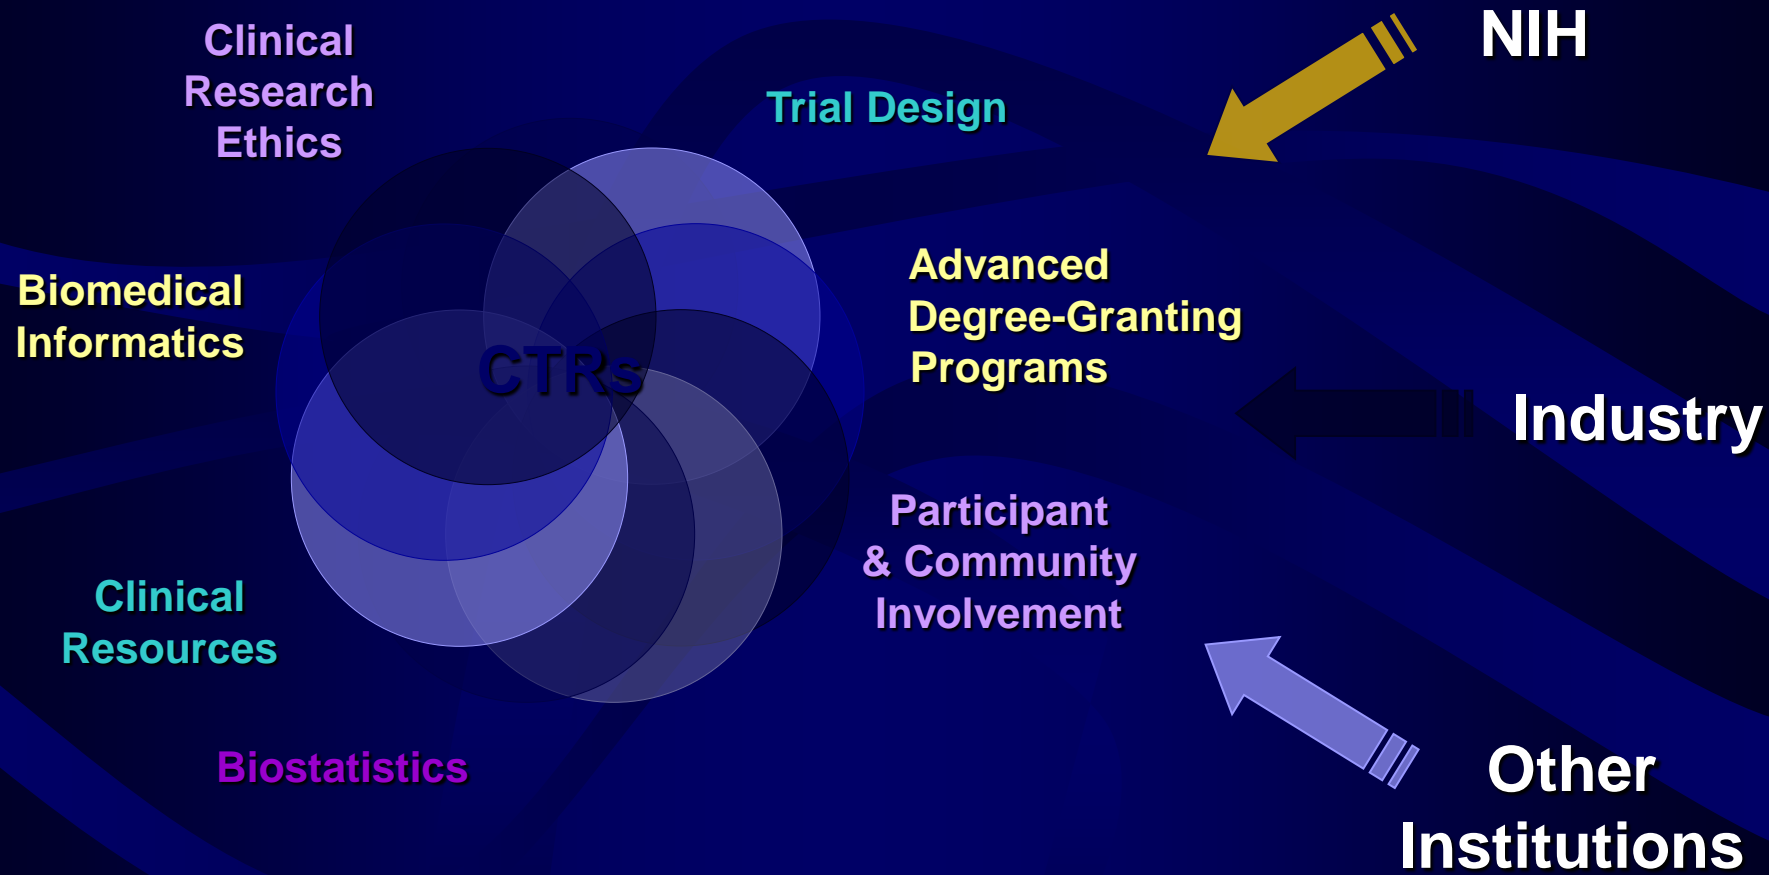 Clinical
Research
Ethics
Trial Design
NIH
Biomedical
Informatics
CTRs
Advanced
Degree-Granting
Programs
Industry
Participant
& Community
Involvement
Clinical
Resources
Biostatistics
Other
Institutions